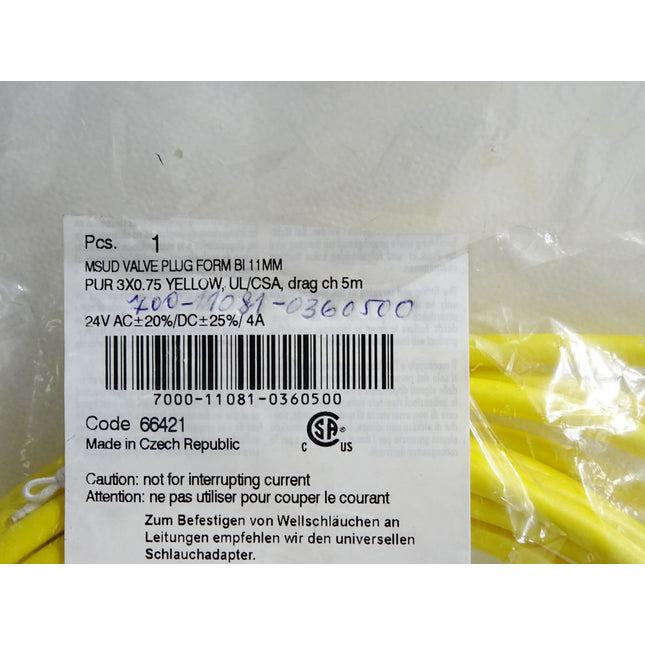 Pcs. 1
MSUD VALVE PLUG FORM BI 11MM
PUR 3X0.75 YELLOW, UL/CSA, drag ch 5m
700-11081-0360500
24V AC±20%/DC±25%/ 4A
7000-11081-0360500
Code 66421
Made in Czech Republic
C SA US
Caution: not for interrupting current
Attention: ne pas utiliser pour couper le courant
Zum Befestigen von Wellschläuchen an
Leitungen empfehlen wir den universellen
Schlauchadapter.